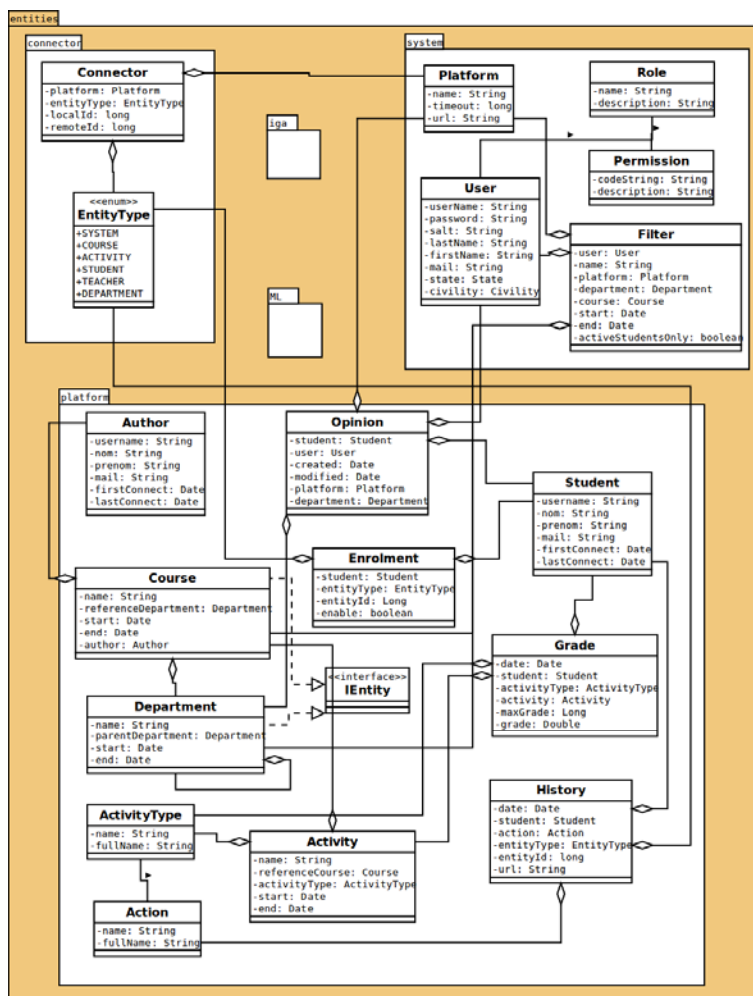 entities
connector
Connector
-platform: Platform
-entityType: EntityType
-localId: long
-remoteId: long
<<enum>>
EntityType
+SYSTEM
+COURSE
+ACTIVITY
+STUDENT
+TEACHER
+DEPARTMENT
iga
ML
system
Platform
-name: String
-timeout: long
-url: String
Role
-name: String
-description: String
Permission
-codeString: String
-description: String
User
-userName: String
-password: String
-salt: String
-lastName: String
-firstName: String
-mail: String
-state: State
-civility: Civility
Filter
-user: User
-name: String
-platform: Platform
-department: Department
-course: Course
-start: Date
-end: Date
-activeStudentsOnly: boolean
platform
Author
-username: String
-nom: String
-prenom: String
-mail: String
-firstConnect: Date
-lastConnect: Date
Opinion
-student: Student
-user: User
-created: Date
-modified: Date
-platform: Platform
-department: Department
Student
-username: String
-nom: String
-prenom: String
-mail: String
-firstConnect: Date
-lastConnect: Date
Enrolment
-student: Student
-entityType: EntityType
-entityId: Long
-enable: boolean
Course
-name: String
-referenceDepartment: Department
-start: Date
-end: Date
-author: Author
<<interface>>
IEntity
Grade
-date: Date
-student: Student
-activityType: ActivityType
-activity: Activity
-maxGrade: Long
-grade: Double
Department
-name: String
-parentDepartment: Department
-start: Date
-end: Date
History
-date: Date
-student: Student
-action: Action
-entityType: EntityType
-entityId: long
-url: String
ActivityType
-name: String
-fullName: String
Activity
-name: String
-referenceCourse: Course
-activityType: ActivityType
-start: Date
-end: Date
Action
-name: String
-fullName: String